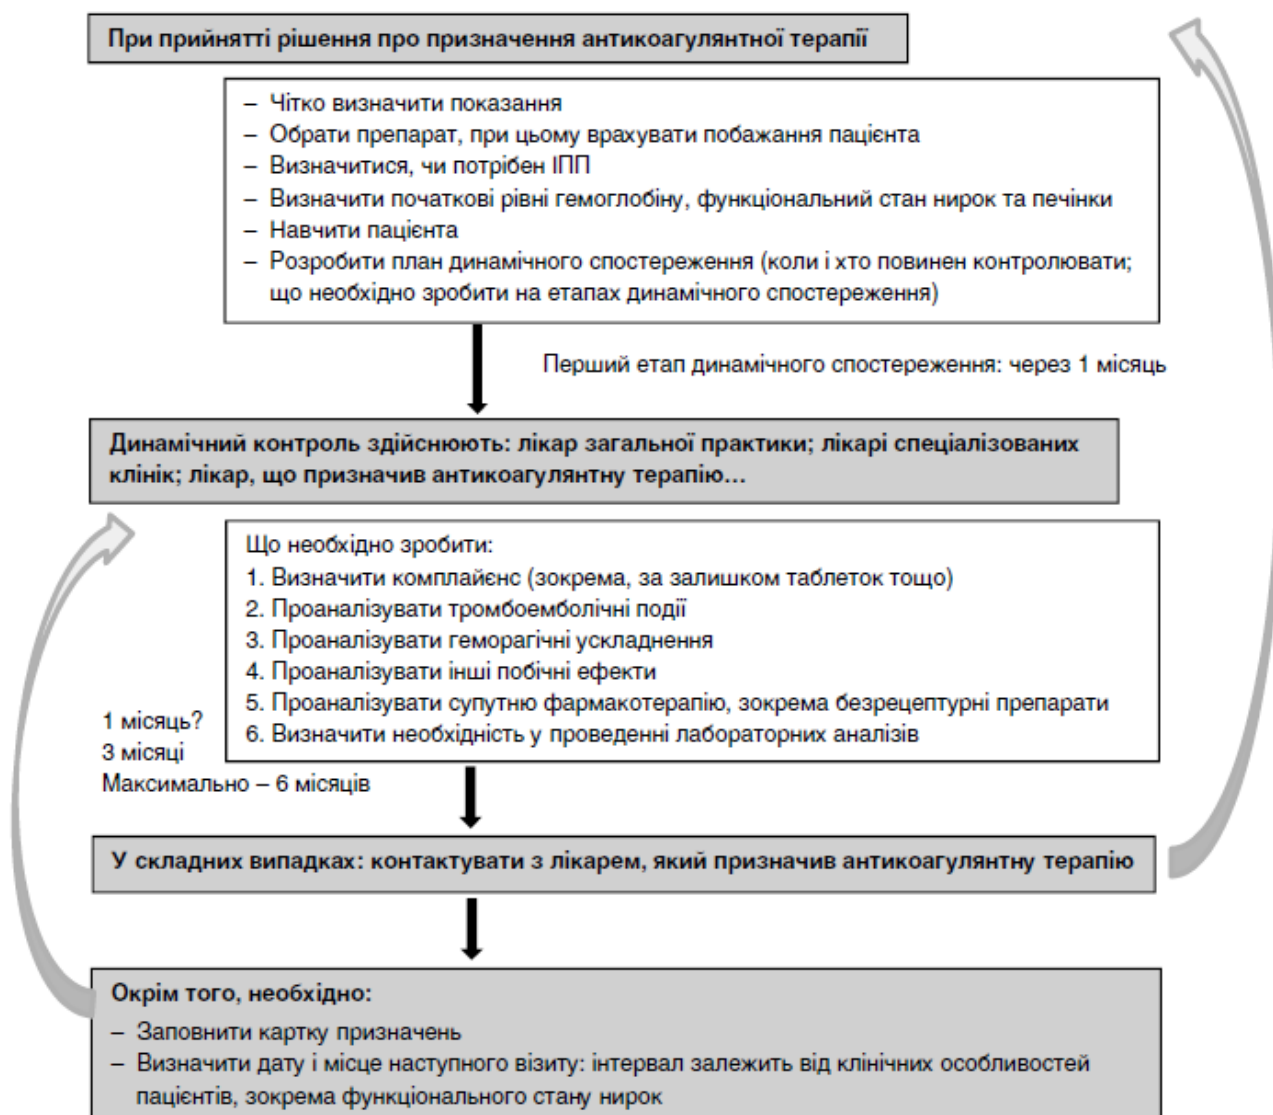 При прийнятті рішення про призначення антикоагулянтної терапії
– Чітко визначити показання
– Обрати препарат, при цьому врахувати побажання пацієнта
– Визначитися, чи потрібен ІПП
– Визначити початкові рівні гемоглобіну, функціональний стан нирок та печінки
– Навчити пацієнта
– Розробити план динамічного спостереження (коли і хто повинен контролювати;
що необхідно зробити на етапах динамічного спостереження)
Перший етап динамічного спостереження: через 1 місяць
Динамічний контроль здійснюють: лікар загальної практики; лікарі спеціалізованих
клінік; лікар, що призначив антикоагулянтну терапію...
Що необхідно зробити:
1. Визначити комплайєнс (зокрема, за залишком таблеток тощо)
2. Проаналізувати тромбоемболічні події
3. Проаналізувати геморагічні ускладнення
4. Проаналізувати інші побічні ефекти
5. Проаналізувати супутню фармакотерапію, зокрема безрецептурні препарати
6. Визначити необхідність у проведенні лабораторних аналізів
1 місяць?
3 місяці
Максимально – 6 місяців
У складних випадках: контактувати з лікарем, який призначив антикоагулянтну терапію
Окрім того, необхідно:
– Заповнити картку призначень
– Визначити дату і місце наступного візиту: інтервал залежить від клінічних особливостей
пацієнтів, зокрема функціонального стану нирок